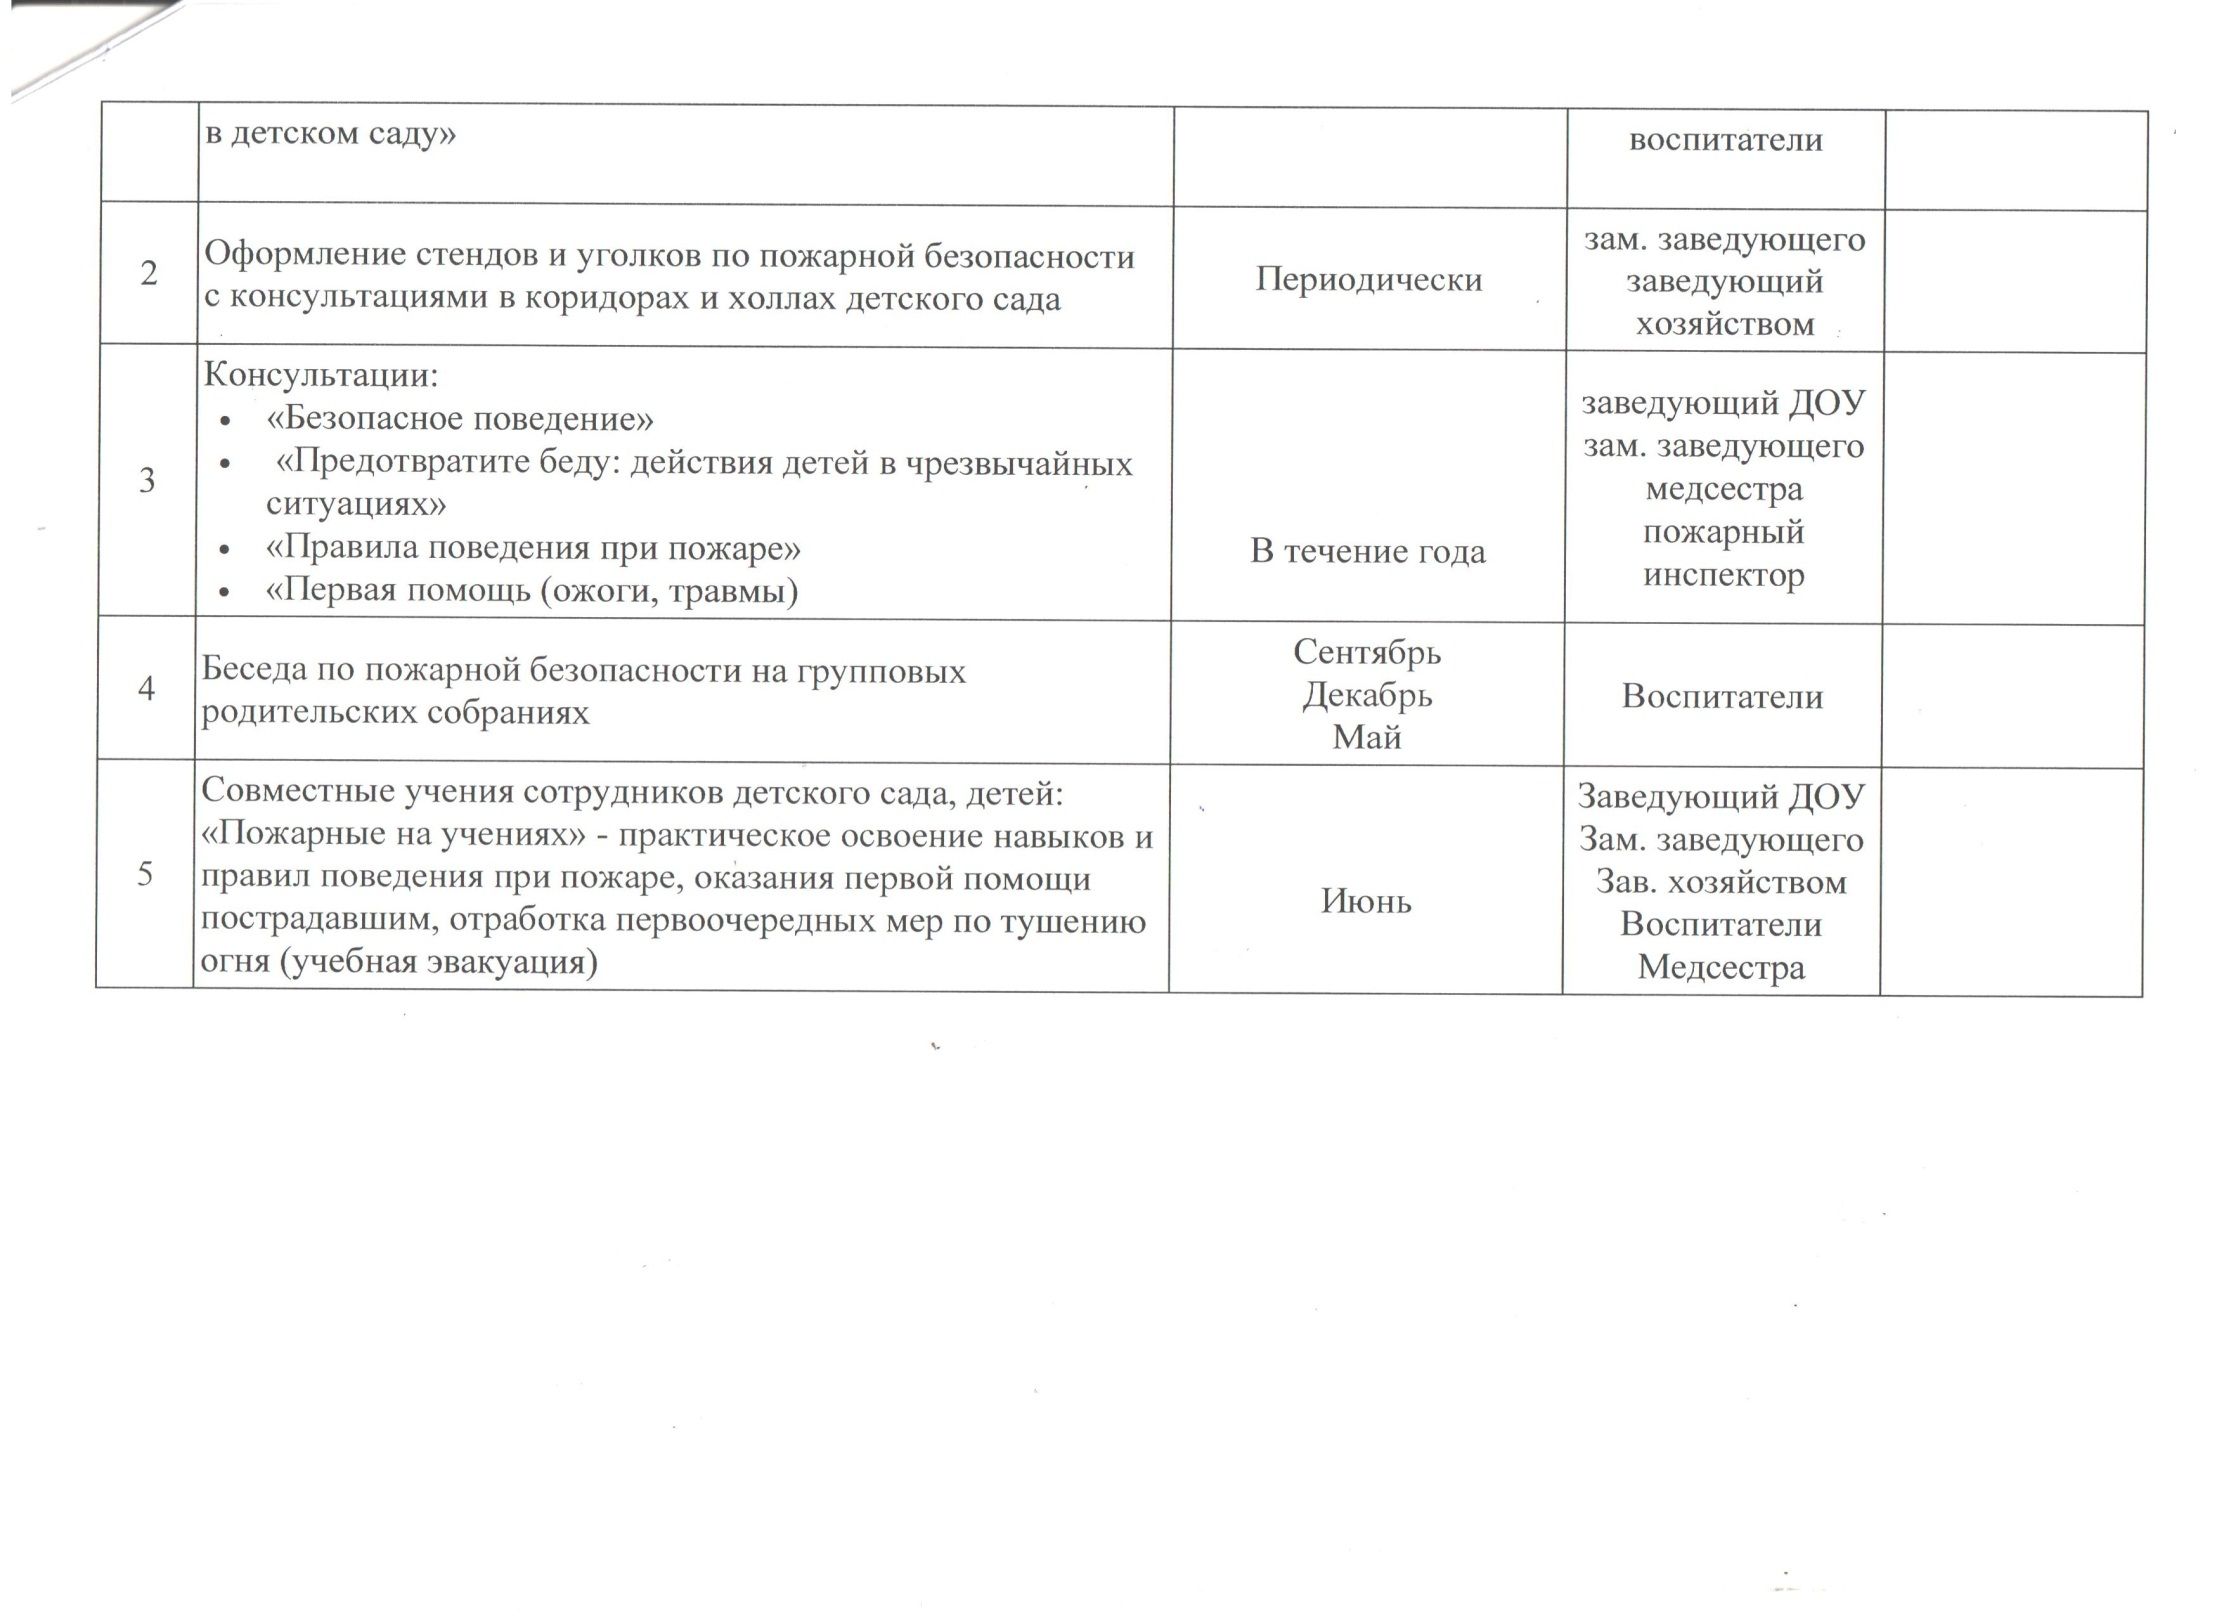 в детском саду»
воспитатели
2
Оформление стендов и уголков по пожарной безопасности
с консультациями в коридорах и холлах детского сада
Периодически
зам. заведующего
заведующий
хозяйством
3
Консультации:
• «Безопасное поведение»
• «Предотвратите беду: действия детей в чрезвычайных
ситуациях»
• «Правила поведения при пожаре»
• «Первая помощь (ожоги, травмы)
В течение года
заведующий ДОУ
зам. заведующего
медсестра
пожарный
инспектор
4
Беседа по пожарной безопасности на групповых
родительских собраниях
Сентябрь
Декабрь
Май
Воспитатели
5
Совместные учения сотрудников детского сада, детей:
«Пожарные на учениях» - практическое освоение навыков и
правил поведения при пожаре, оказания первой помощи
пострадавшим, отработка первоочередных мер по тушению
огня (учебная эвакуация)
Июнь
Заведующий ДОУ
Зам. заведующего
Зав. хозяйством
Воспитатели
Медсестра